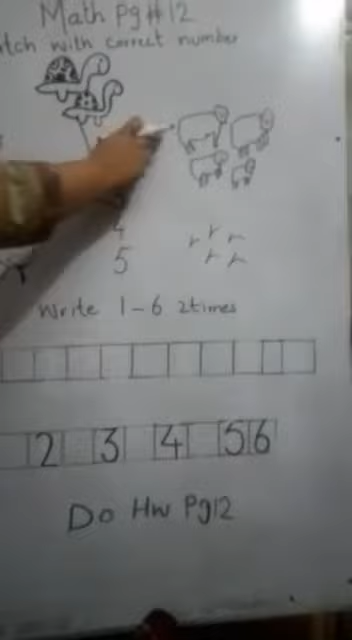 Math Pg#12
tch with correct number
4
5
Write 1-6 2times
2 3 4 5 6
Do Hw Pg12